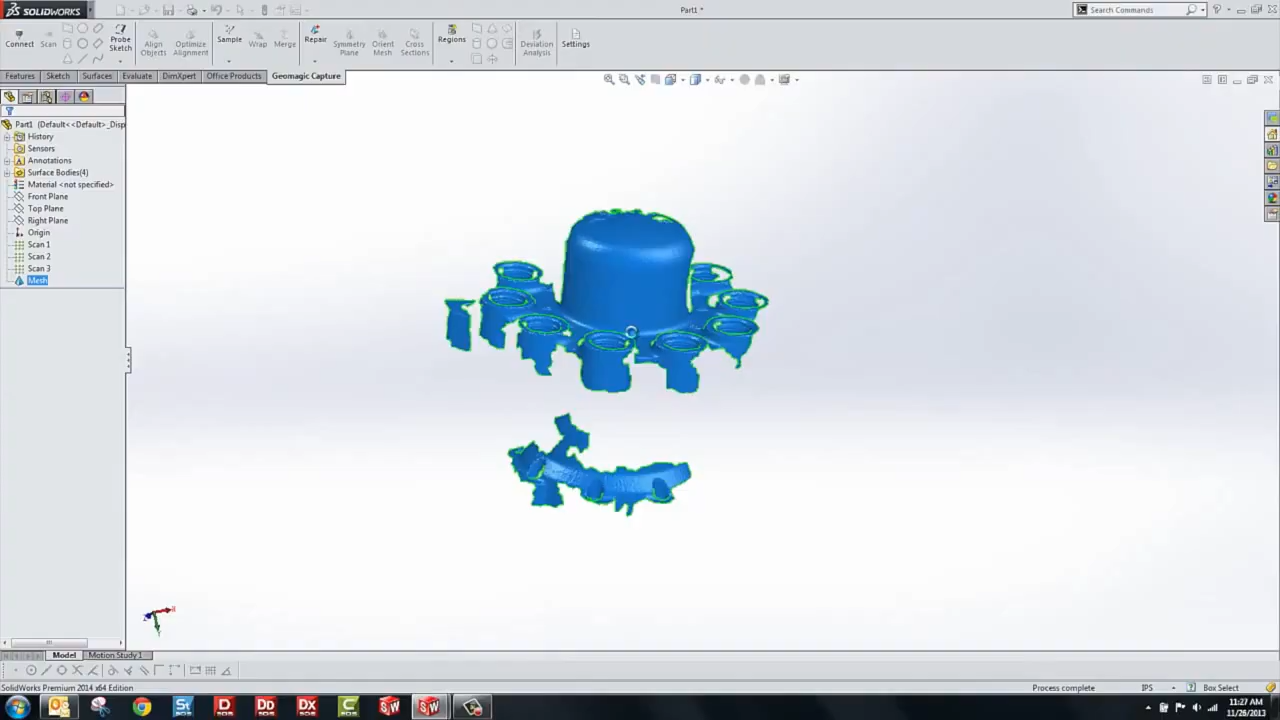 SOLIDWORKS
Part1 *
Search Commands
Connect
Scan
Probe Sketch
Align Objects
Optimize Alignment
Sample
Wrap
Merge
Repair
Symmetry Plane
Orient Mesh
Cross Sections
Regions
Deviation Analysis
Settings
Features
Sketch
Surfaces
Evaluate
DimXpert
Office Products
Geomagic Capture
Part1 (Default<<Default>_Disp
History
Sensors
Annotations
Surface Bodies(4)
Material <not specified>
Front Plane
Top Plane
Right Plane
Origin
Scan 1
Scan 2
Scan 3
Mesh
Model
Motion Study 1
SolidWorks Premium 2014 x64 Edition
Process complete
IPS
Box Select
11:27 AM
11/26/2013